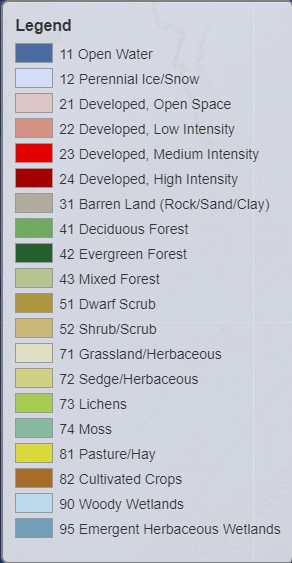 Legend
11 Open Water
12 Perennial Ice/Snow
21 Developed, Open Space
22 Developed, Low Intensity
23 Developed, Medium Intensity
24 Developed, High Intensity
31 Barren Land (Rock/Sand/Clay)
41 Deciduous Forest
42 Evergreen Forest
43 Mixed Forest
51 Dwarf Scrub
52 Shrub/Scrub
71 Grassland/Herbaceous
72 Sedge/Herbaceous
73 Lichens
74 Moss
81 Pasture/Hay
82 Cultivated Crops
90 Woody Wetlands
95 Emergent Herbaceous Wetlands